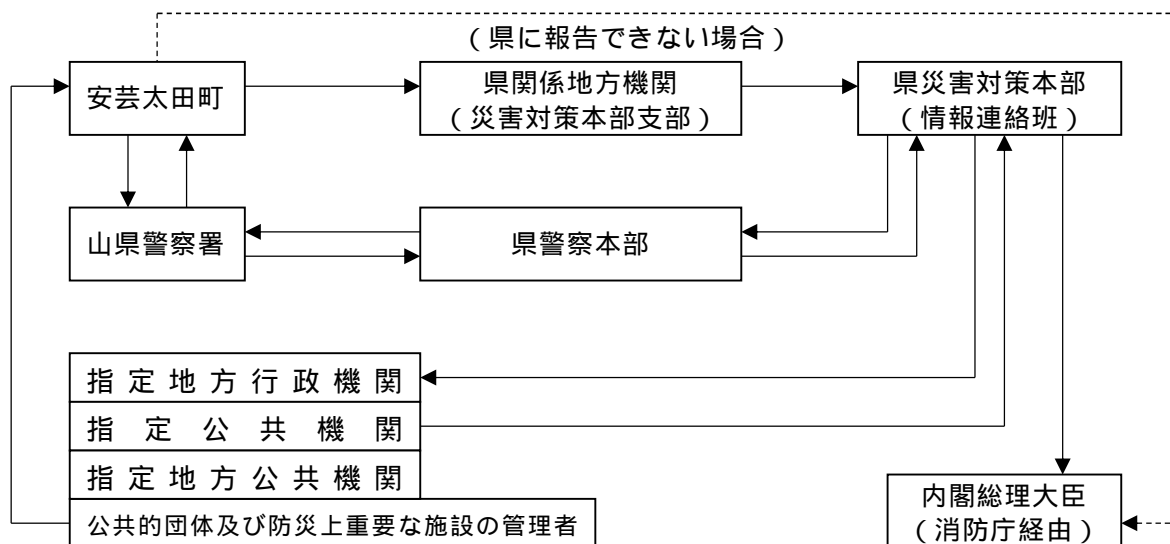 （県に報告できない場合）
安芸太田町
県関係地方機関
（災害対策本部支部）
県災害対策本部
（情報連絡班）
山県警察署
県警察本部
指定地方行政機関
指定公共機関
指定地方公共機関
公共的団体及び防災上重要な施設の管理者
内閣総理大臣
（消防庁経由）